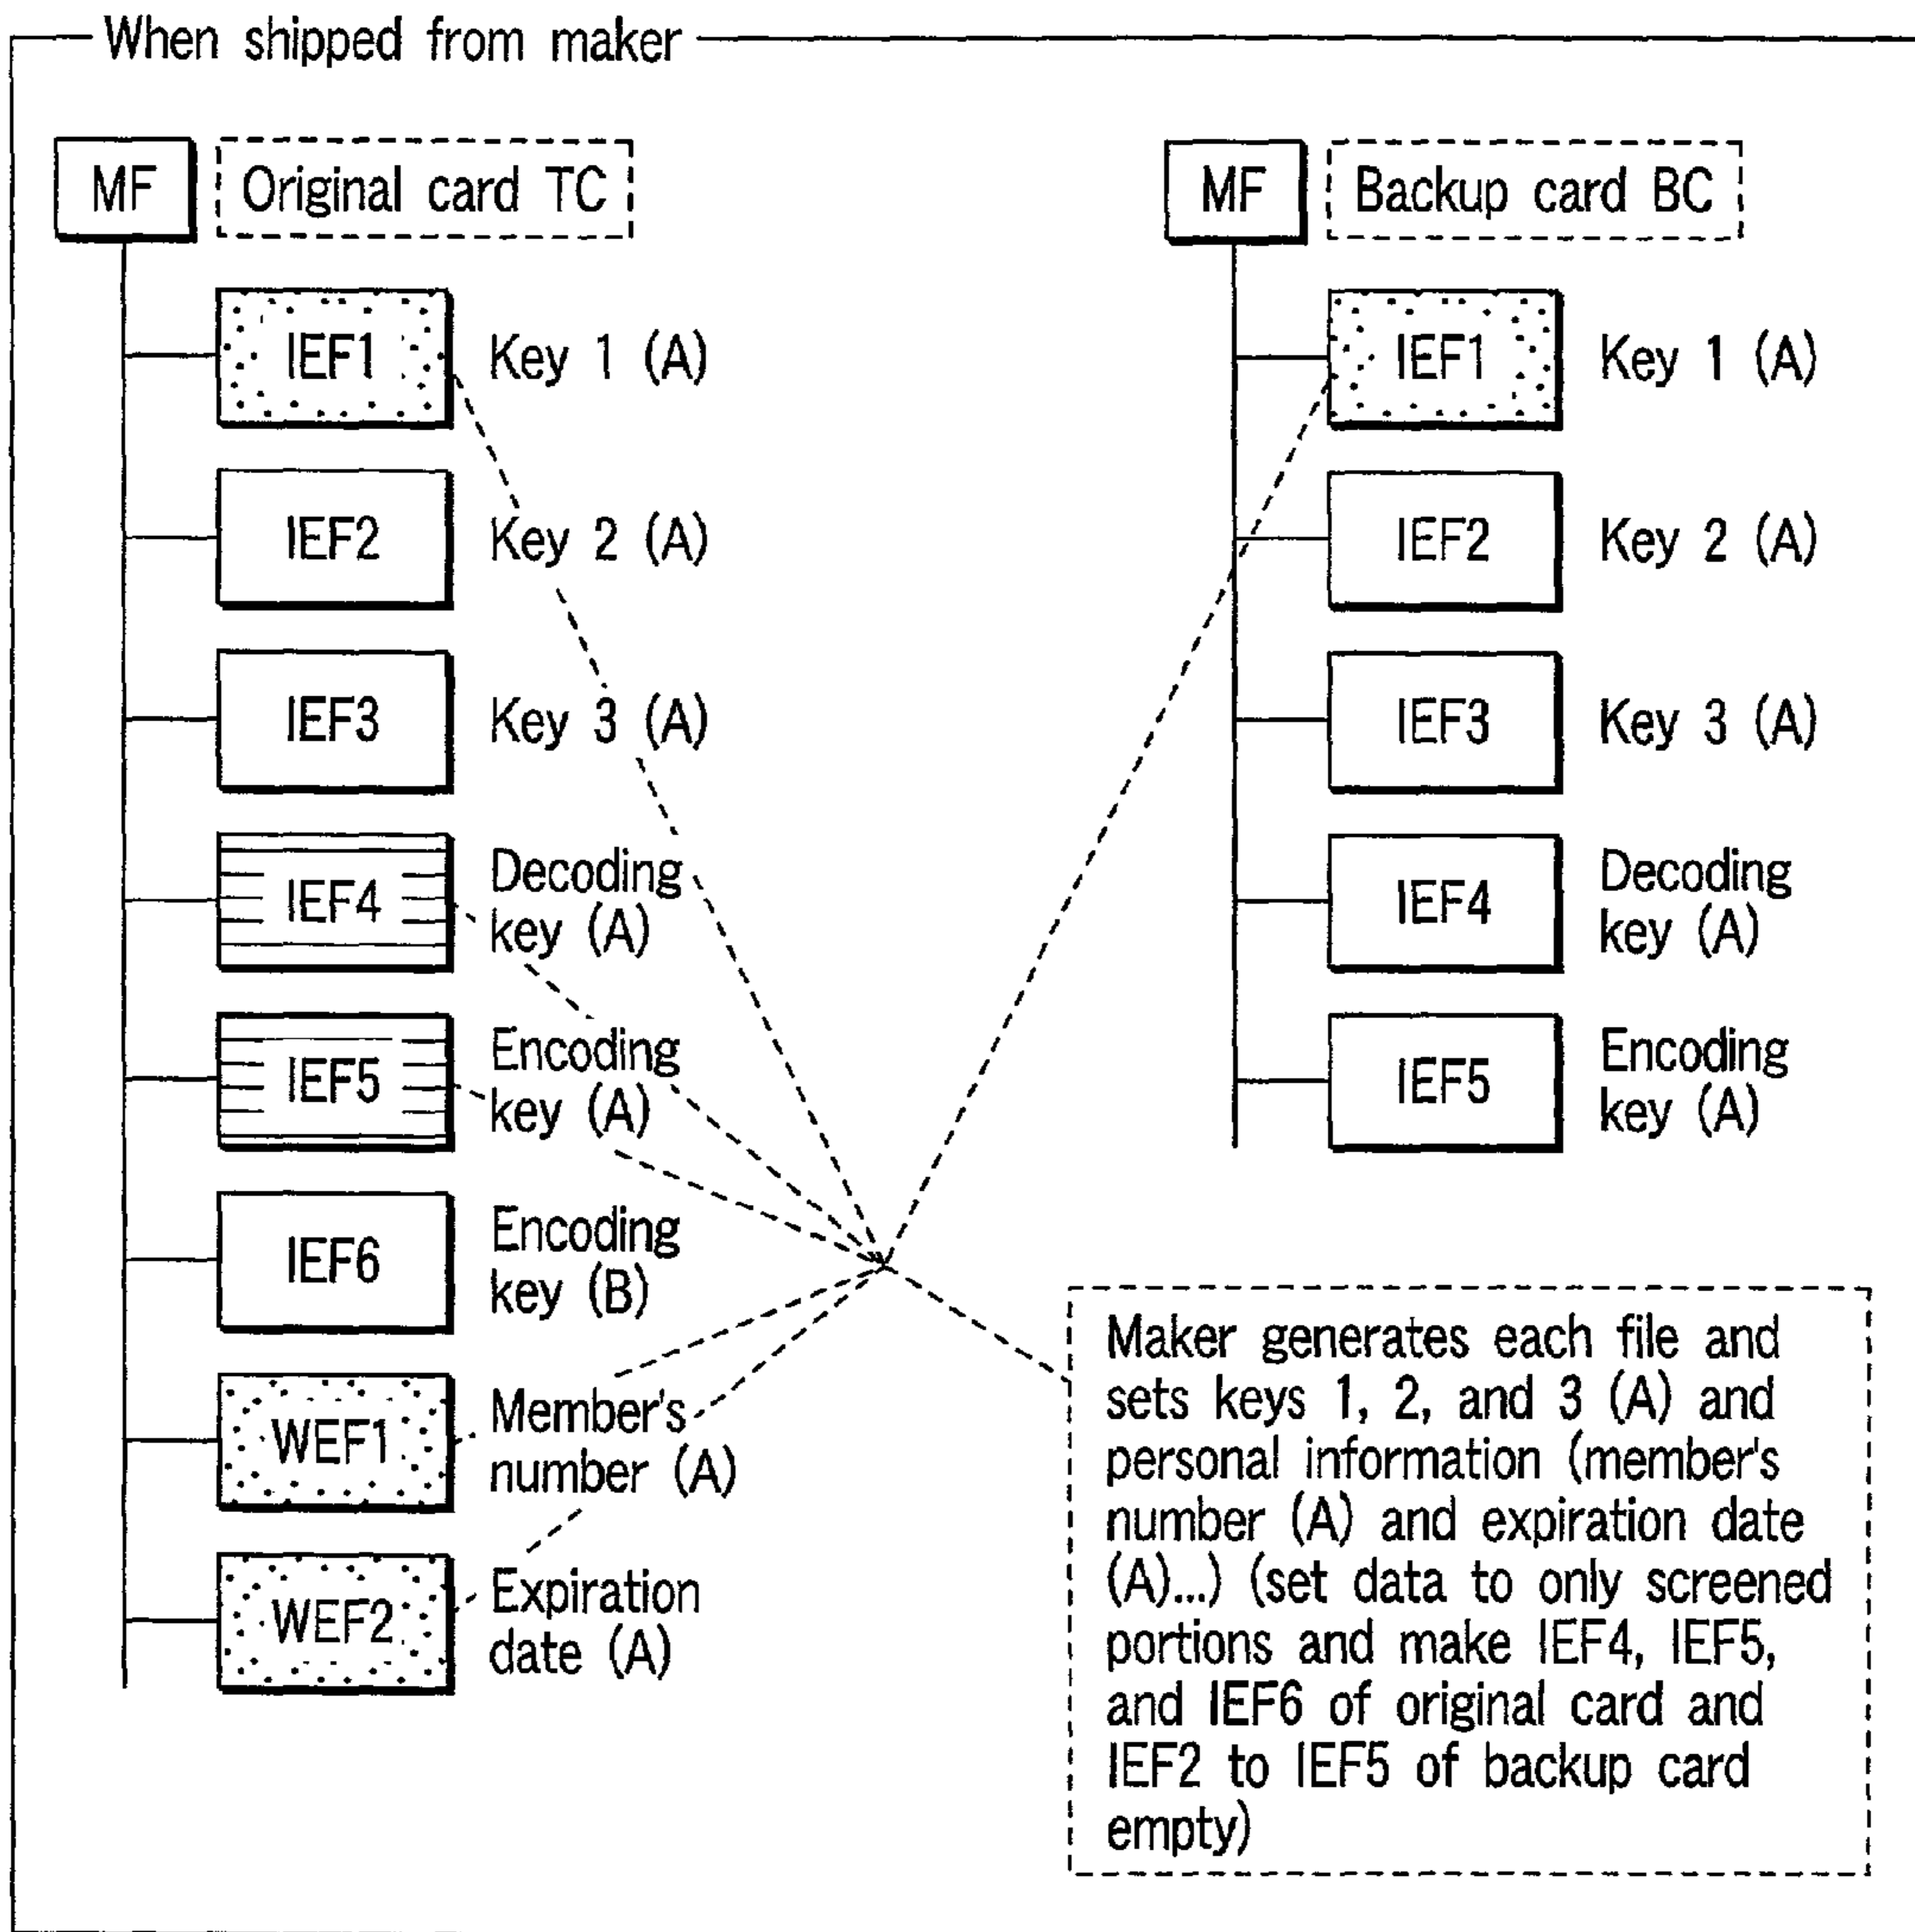 When shipped from maker
MF
Original card TC
IEF1
Key 1 (A)
IEF2
Key 2 (A)
IEF3
Key 3 (A)
IEF4
Decoding
key (A)
IEF5
Encoding
key (A)
IEF6
Encoding
key (B)
WEF1
Member's
number (A)
WEF2
Expiration
date (A)
MF
Backup card BC
IEF1
Key 1 (A)
IEF2
Key 2 (A)
IEF3
Key 3 (A)
IEF4
Decoding
key (A)
IEF5
Encoding
key (A)
Maker generates each file and
sets keys 1, 2, and 3 (A) and
personal information (member's
number (A) and expiration date
(A)...) (set data to only screened
portions and make IEF4, IEF5,
and IEF6 of original card and
IEF2 to IEF5 of backup card
empty)